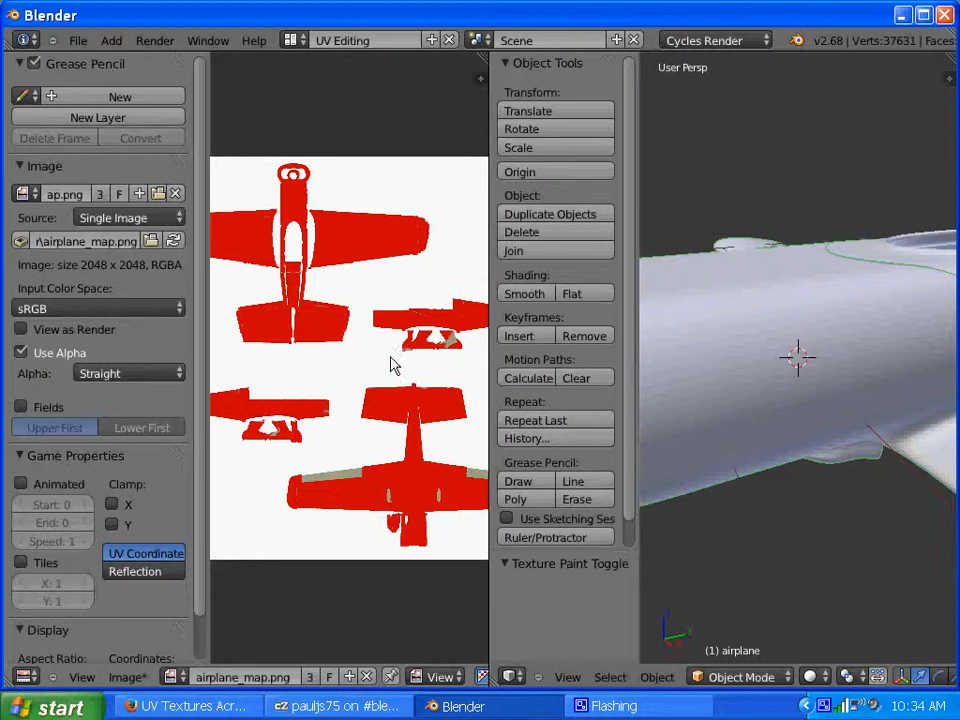 Blender
File Add Render Window Help UV Editing Scene Cycles Render v2.68 | Verts:37631 | Faces:
Grease Pencil
New
New Layer
Delete Frame Convert
Image
ap.png 3 F
Source: Single Image
r\airplane_map.png
Image: size 2048 x 2048, RGBA
Input Color Space:
sRGB
View as Render
Use Alpha
Alpha: Straight
Fields
Upper First Lower First
Game Properties
Animated Clamp:
Start: 0 X
End: 0 Y
Speed: 1
Tiles UV Coordinate
X: 1 Reflection
Y: 1
Display
Aspect Ratio: Coordinates:
View Image* airplane_map.png 3 F View
Object Tools
Transform:
Translate
Rotate
Scale
Origin
Object:
Duplicate Objects
Delete
Join
Shading:
Smooth Flat
Keyframes:
Insert Remove
Motion Paths:
Calculate Clear
Repeat:
Repeat Last
History...
Grease Pencil:
Draw Line
Poly Erase
Use Sketching Ses
Ruler/Protractor
Texture Paint Toggle
User Persp
(1) airplane
View Select Object Object Mode
start UV Textures Acr... pauljs75 on #ble... Blender Flashing 10:34 AM